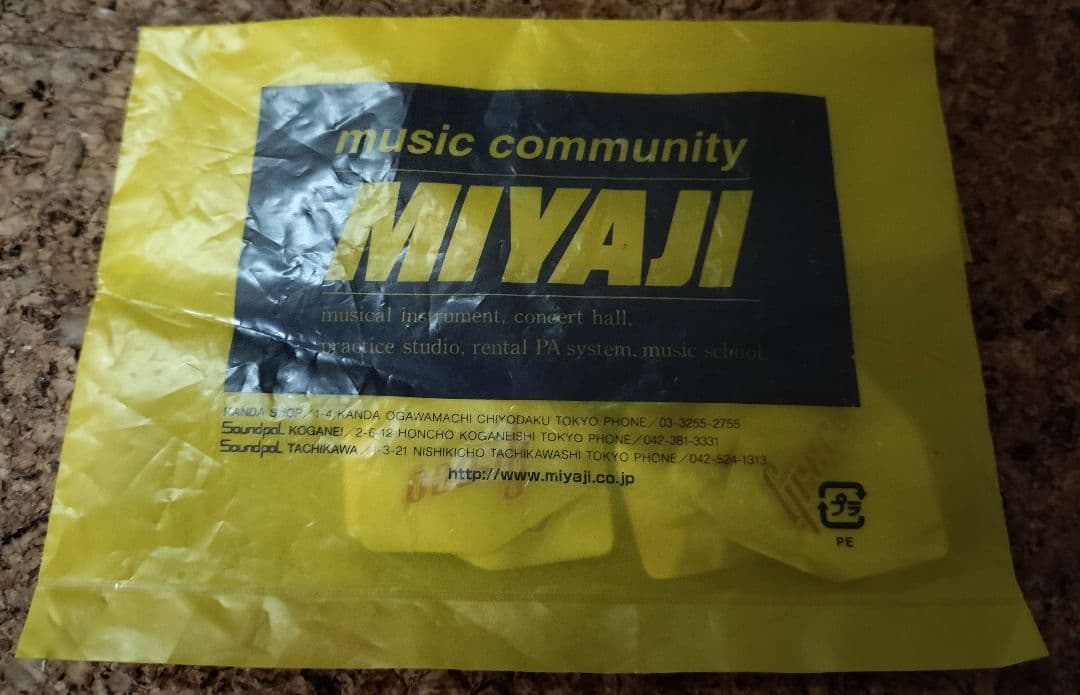 music community
MIYAJI
musical instrument, concert hall,
practice studio, rental PA system, music school.
KANDA SHOP/1-4 KANDA OGAWAMACHI CHIYODAKU TOKYO PHONE/03-3255-2755
Soundpal KOGANEI/2-6-12 HONCHO KOGANEISHI TOKYO PHONE/042-381-3331
Soundpal TACHIKAWA/1-3-21 NISHIKICHO TACHIKAWASHI TOKYO PHONE/042-524-1313
http://www.miyaji.co.jp
プラ
PE